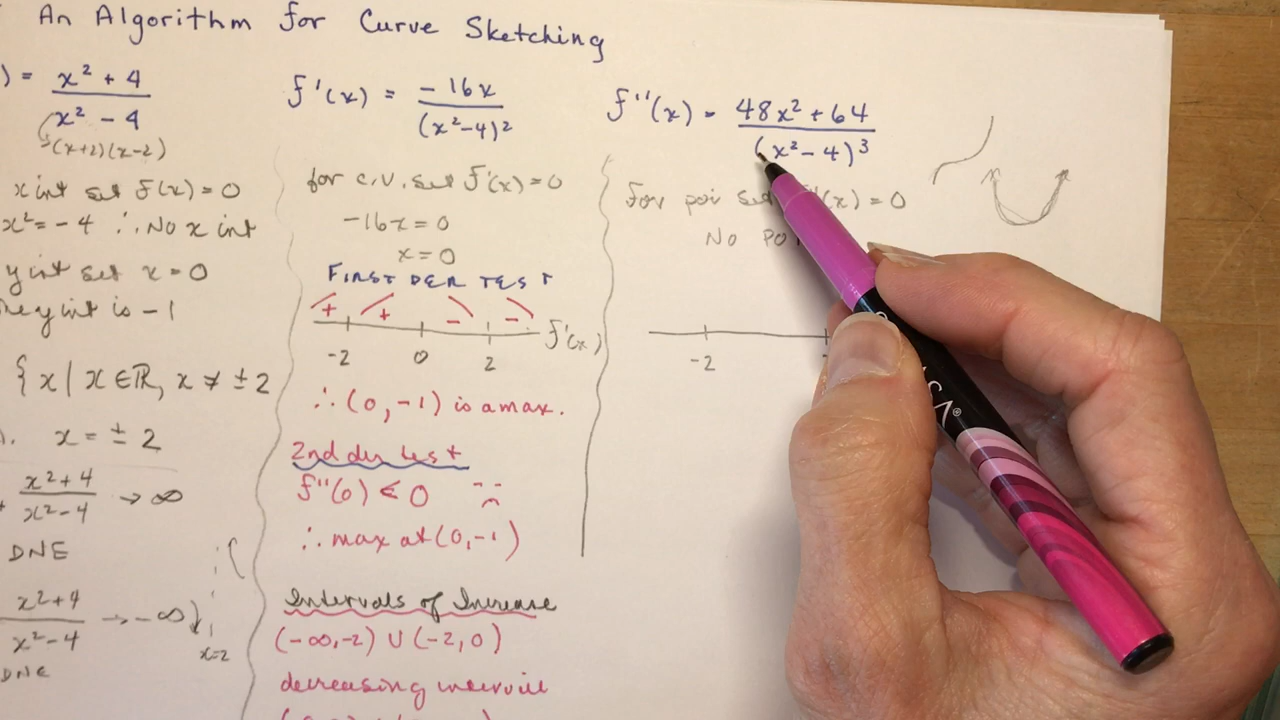 An Algorithm for Curve Sketching
) = x² + 4 / x² - 4
(x+2)(x-2)
x int set f(x) = 0
x² = -4 ∴ No x int
y int set x = 0
y int is -1
{x | x ∈ ℝ, x ≠ ± 2
). x = ± 2
x²+4 / x²-4 → ∞
DNE
x²+4 / x²-4 → -∞
x=2
DNE
f'(x) = -16x / (x²-4)²
for c.v. set f'(x) = 0
-16x = 0
x = 0
FIRST DER TEST
+ + - - f'(x)
-2 0 2
∴ (0, -1) is a max.
2nd der test
f''(0) < 0
∴ max at (0, -1)
Intervals of Increase
(-∞, -2) ∪ (-2, 0)
decreasing
f''(x) = 48x² + 64 / (x² - 4)³
For poi set (x) = 0
No
-2